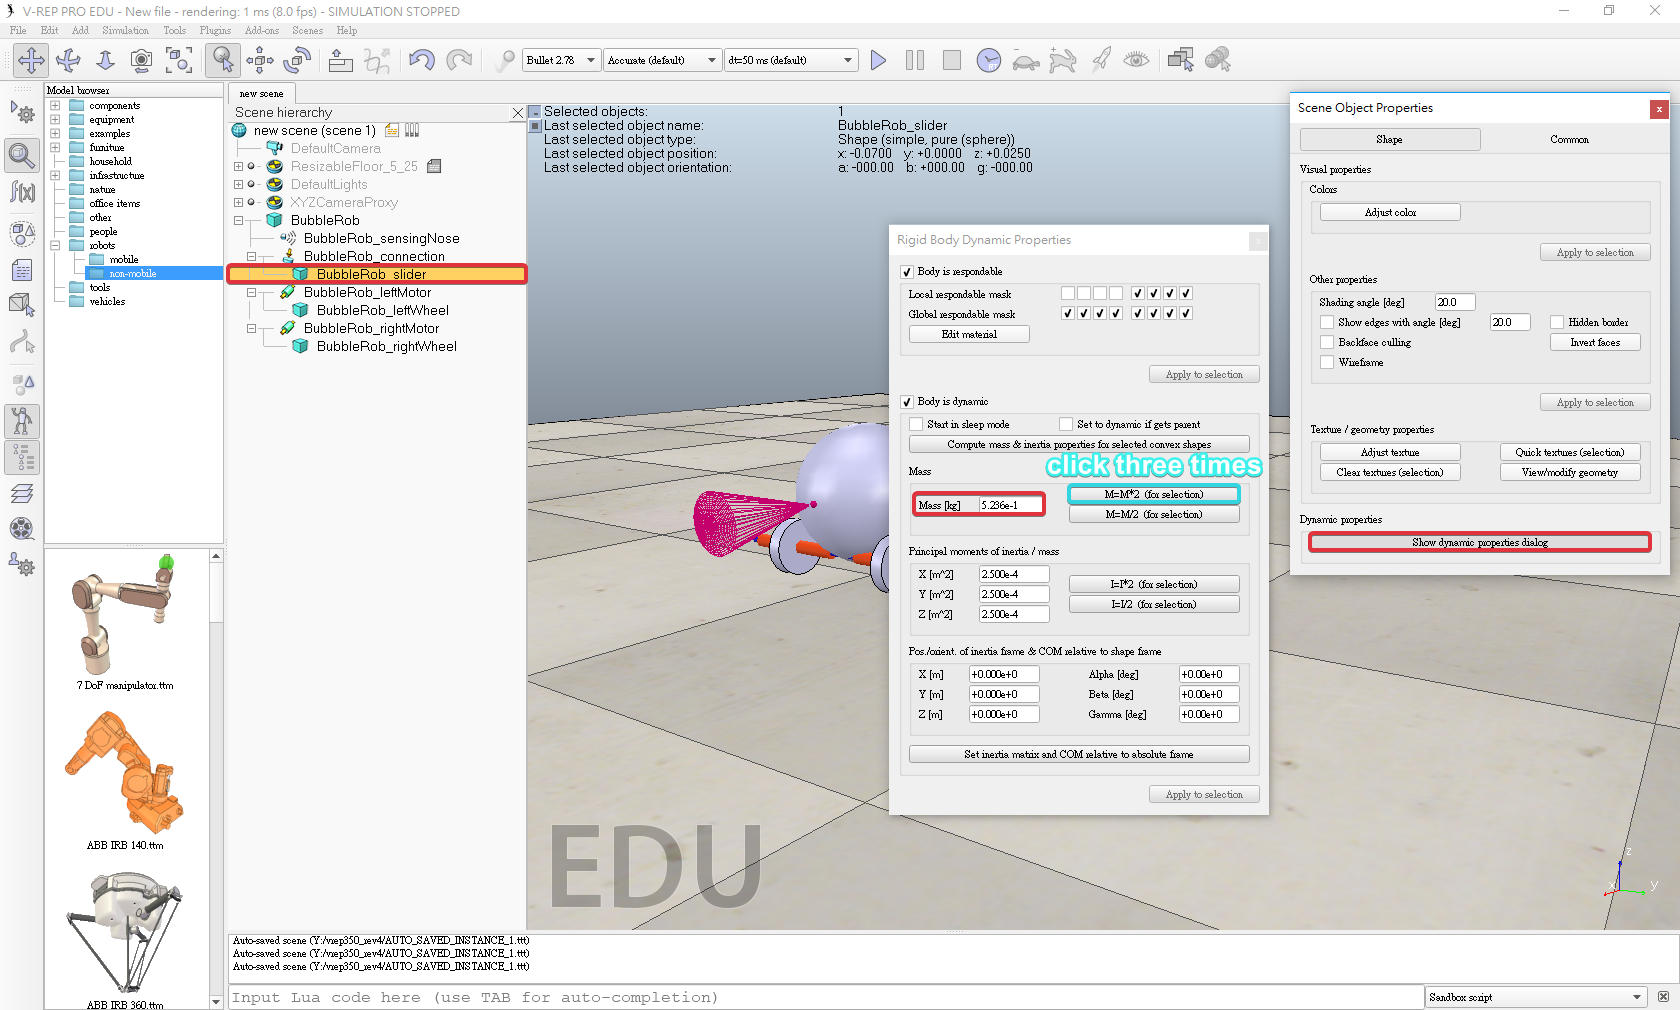 V-REP PRO EDU - New file - rendering: 1 ms (8.0 fps) - SIMULATION STOPPED
File Edit Add Simulation Tools Plugins Add-ons Scenes Help
Bullet 2.78
Accurate (default)
dt=50 ms (default)
Model browser
components
equipment
examples
furniture
household
infrastructure
nature
office items
other
people
robots
mobile
non-mobile
tools
vehicles
7 DoF manipulator.ttm
ABB IRB 140.ttm
ABB IRB 360.ttm
new scene
Scene hierarchy
new scene (scene 1)
DefaultCamera
ResizableFloor_5_25
DefaultLights
XYZCameraProxy
BubbleRob
BubbleRob_sensingNose
BubbleRob_connection
BubbleRob_slider
BubbleRob_leftMotor
BubbleRob_leftWheel
BubbleRob_rightMotor
BubbleRob_rightWheel
Selected objects: 1
Last selected object name: BubbleRob_slider
Last selected object type: Shape (simple, pure (sphere))
Last selected object position: x: -0.0700 y: +0.0000 z: +0.0250
Last selected object orientation: a: -000.00 b: +000.00 g: -000.00
EDU
z
x
y
Rigid Body Dynamic Properties
x
Body is respondable
Local respondable mask
Global respondable mask
Edit material
Apply to selection
Body is dynamic
Start in sleep mode
Set to dynamic if gets parent
Compute mass & inertia properties for selected convex shapes
click three times
Mass
Mass [kg] 5.236e-1
M=M*2 (for selection)
M=M/2 (for selection)
Principal moments of inertia / mass
X [m^2] 2.500e-4
Y [m^2] 2.500e-4
Z [m^2] 2.500e-4
I=I*2 (for selection)
I=I/2 (for selection)
Pos./orient. of inertia frame & COM relative to shape frame
X [m] +0.000e+0 Alpha [deg] +0.00e+0
Y [m] +0.000e+0 Beta [deg] +0.00e+0
Z [m] +0.000e+0 Gamma [deg] +0.00e+0
Set inertia matrix and COM relative to absolute frame
Apply to selection
Scene Object Properties
x
Shape
Common
Visual properties
Colors
Adjust color
Apply to selection
Other properties
Shading angle [deg] 20.0
Show edges with angle [deg] 20.0
Hidden border
Backface culling
Invert faces
Wireframe
Apply to selection
Texture / geometry properties
Adjust texture
Quick textures (selection)
Clear textures (selection)
View/modify geometry
Dynamic properties
Show dynamic properties dialog
Auto-saved scene (Y:/vrep350_rev4/AUTO_SAVED_INSTANCE_1.ttt)
Auto-saved scene (Y:/vrep350_rev4/AUTO_SAVED_INSTANCE_1.ttt)
Auto-saved scene (Y:/vrep350_rev4/AUTO_SAVED_INSTANCE_1.ttt)
Input Lua code here (use TAB for auto-completion)
Sandbox script